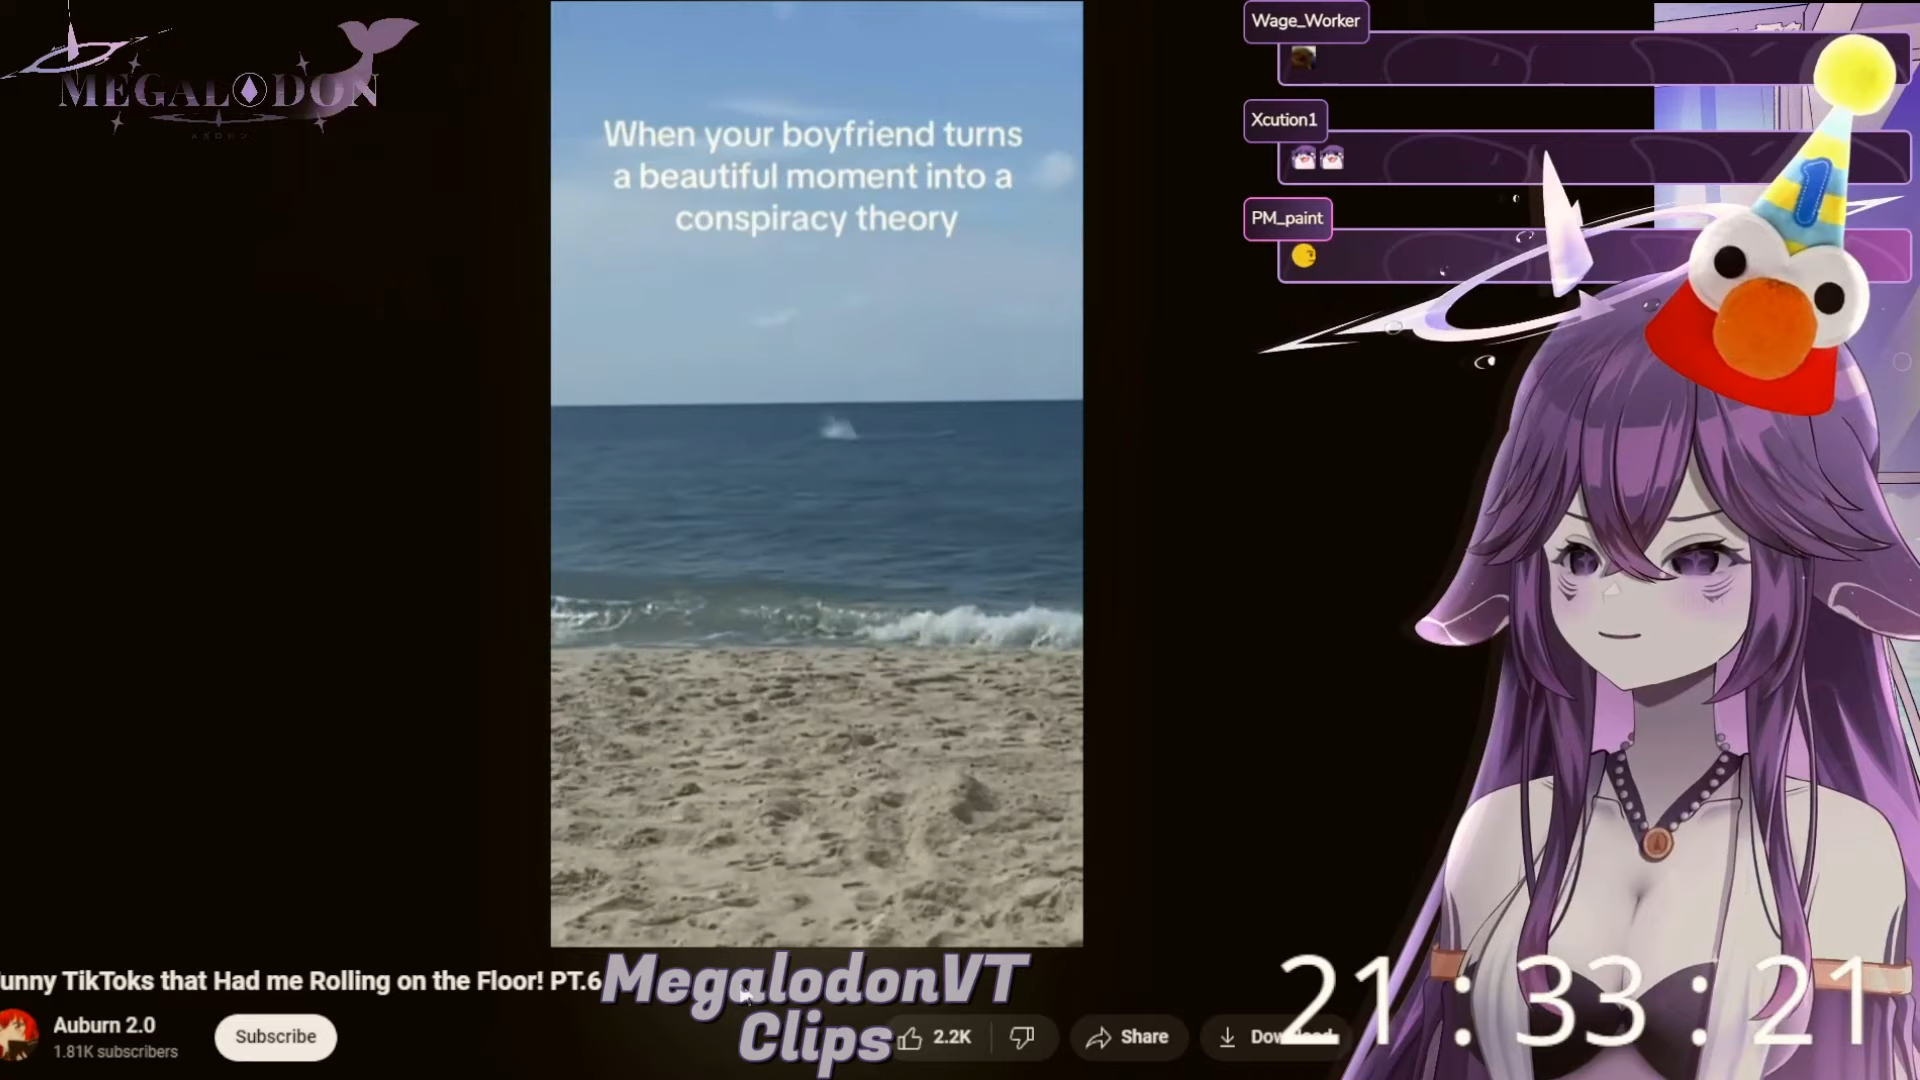 MEGALODON
When your boyfriend turns
a beautiful moment into a
conspiracy theory
Wage_Worker
Xcution1
PM_paint
1
unny TikToks that Had me Rolling on the Floor! PT.6
Auburn 2.0
1.81K subscribers
Subscribe
MegalodonVT
Clips
2.2K
Share
Download
21:33:21